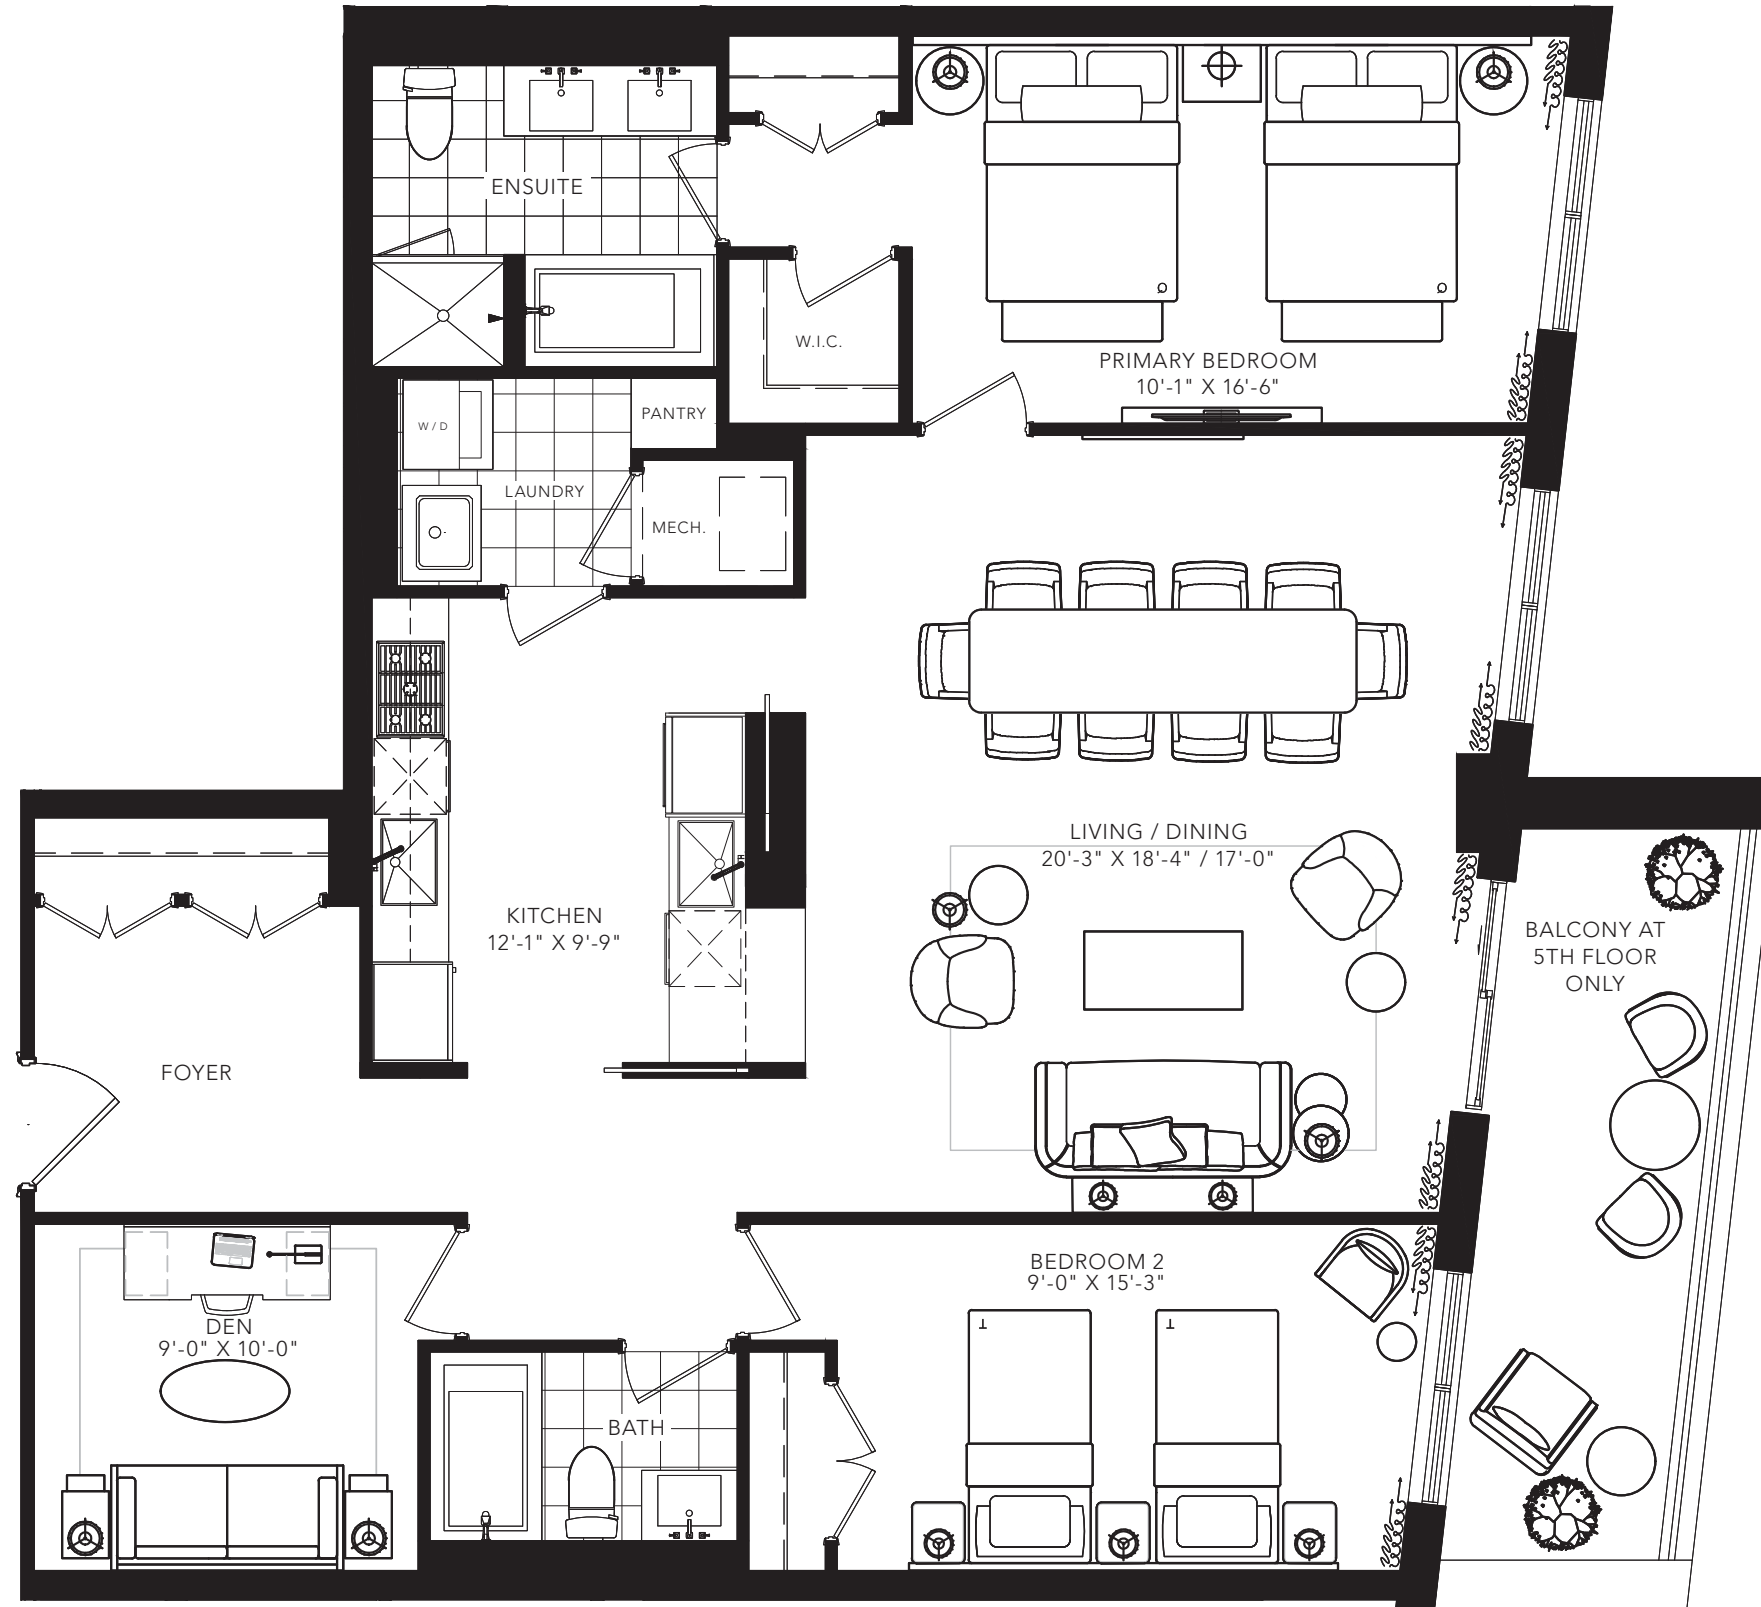 ENSUITE
W.I.C.
PRIMARY BEDROOM
10'-1" X 16'-6"
PANTRY
W / D
LAUNDRY
MECH.
LIVING / DINING
20'-3" X 18'-4" / 17'-0"
KITCHEN
12'-1" X 9'-9"
BALCONY AT
5TH FLOOR
ONLY
FOYER
BEDROOM 2
9'-0" X 15'-3"
DEN
9'-0" X 10'-0"
BATH